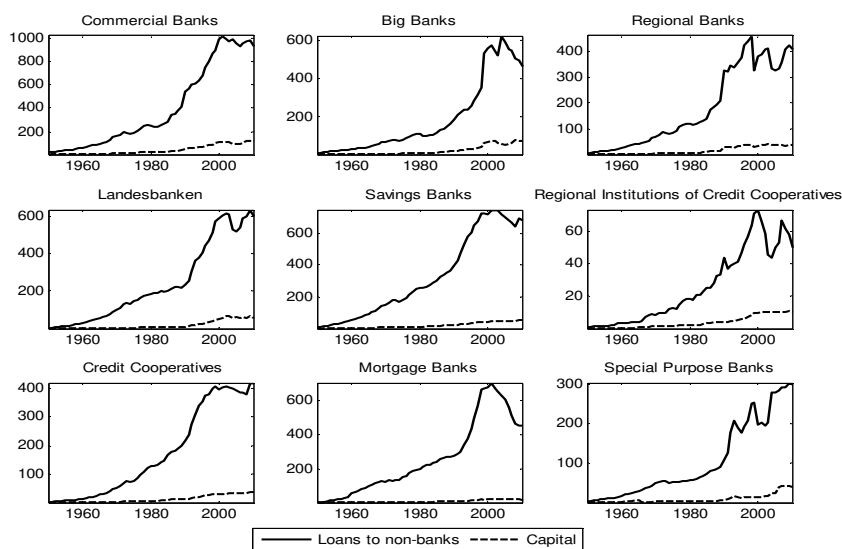 Commercial Banks
1000
800
600
400
200
1960 1980 2000
Big Banks
600
400
200
1960 1980 2000
Regional Banks
400
300
200
100
1960 1980 2000
Landesbanken
600
400
200
1960 1980 2000
Savings Banks
600
400
200
1960 1980 2000
Regional Institutions of Credit Cooperatives
60
40
20
1960 1980 2000
Credit Cooperatives
400
300
200
100
1960 1980 2000
Mortgage Banks
600
400
200
1960 1980 2000
Special Purpose Banks
300
200
100
1960 1980 2000
Loans to non-banks Capital